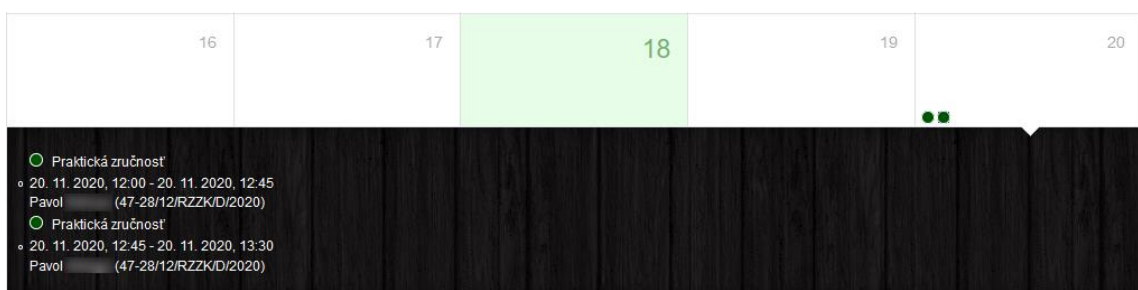 16
17
18
19
20
Praktická zručnosť
20. 11. 2020, 12:00 - 20. 11. 2020, 12:45
Pavol (47-28/12/RZZK/D/2020)
Praktická zručnosť
20. 11. 2020, 12:45 - 20. 11. 2020, 13:30
Pavol (47-28/12/RZZK/D/2020)